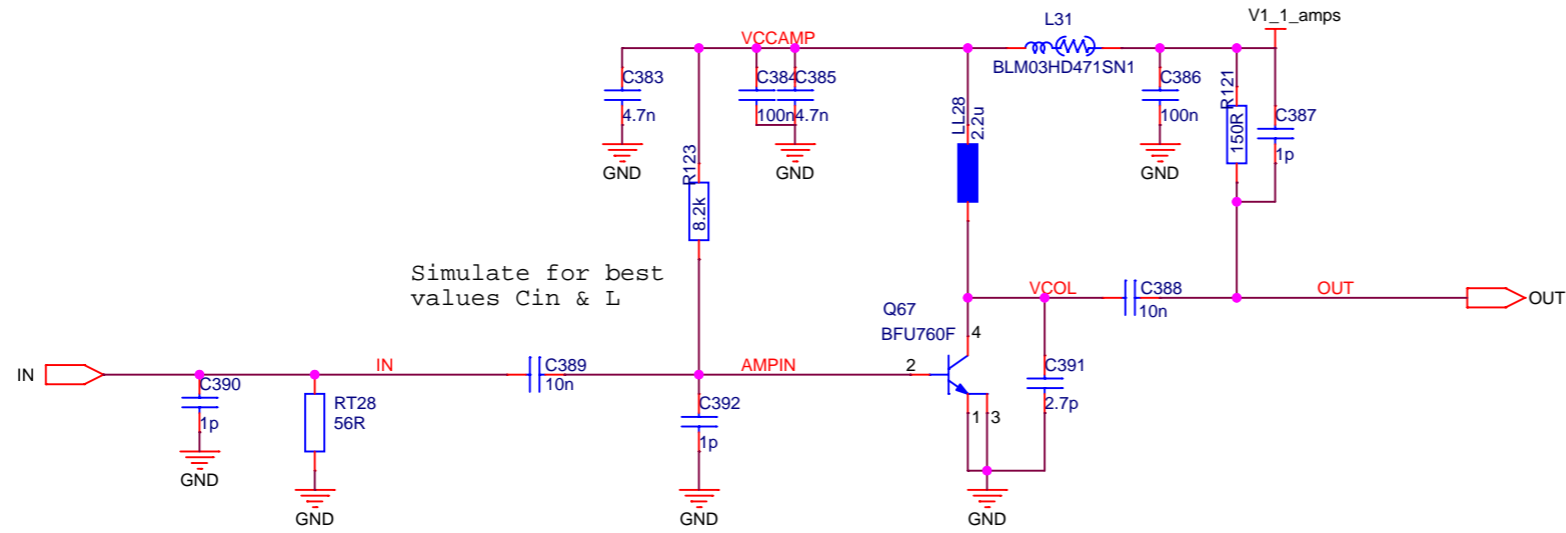 V1_1_amps
L31
VCCAMP
BLM03HD471SN1
C383
4.7n
C384
100n
C385
4.7n
C386
100n
R121
150R
C387
1p
LL28
2.2u
GND
GND
GND
R123
8.2k
Simulate for best
values Cin & L
VCOL
C388
10n
OUT
OUT
Q67
BFU760F
4
IN
IN
C389
10n
AMPIN
2
C390
1p
RT28
56R
C392
1p
1
3
C391
2.7p
GND
GND
GND
GND